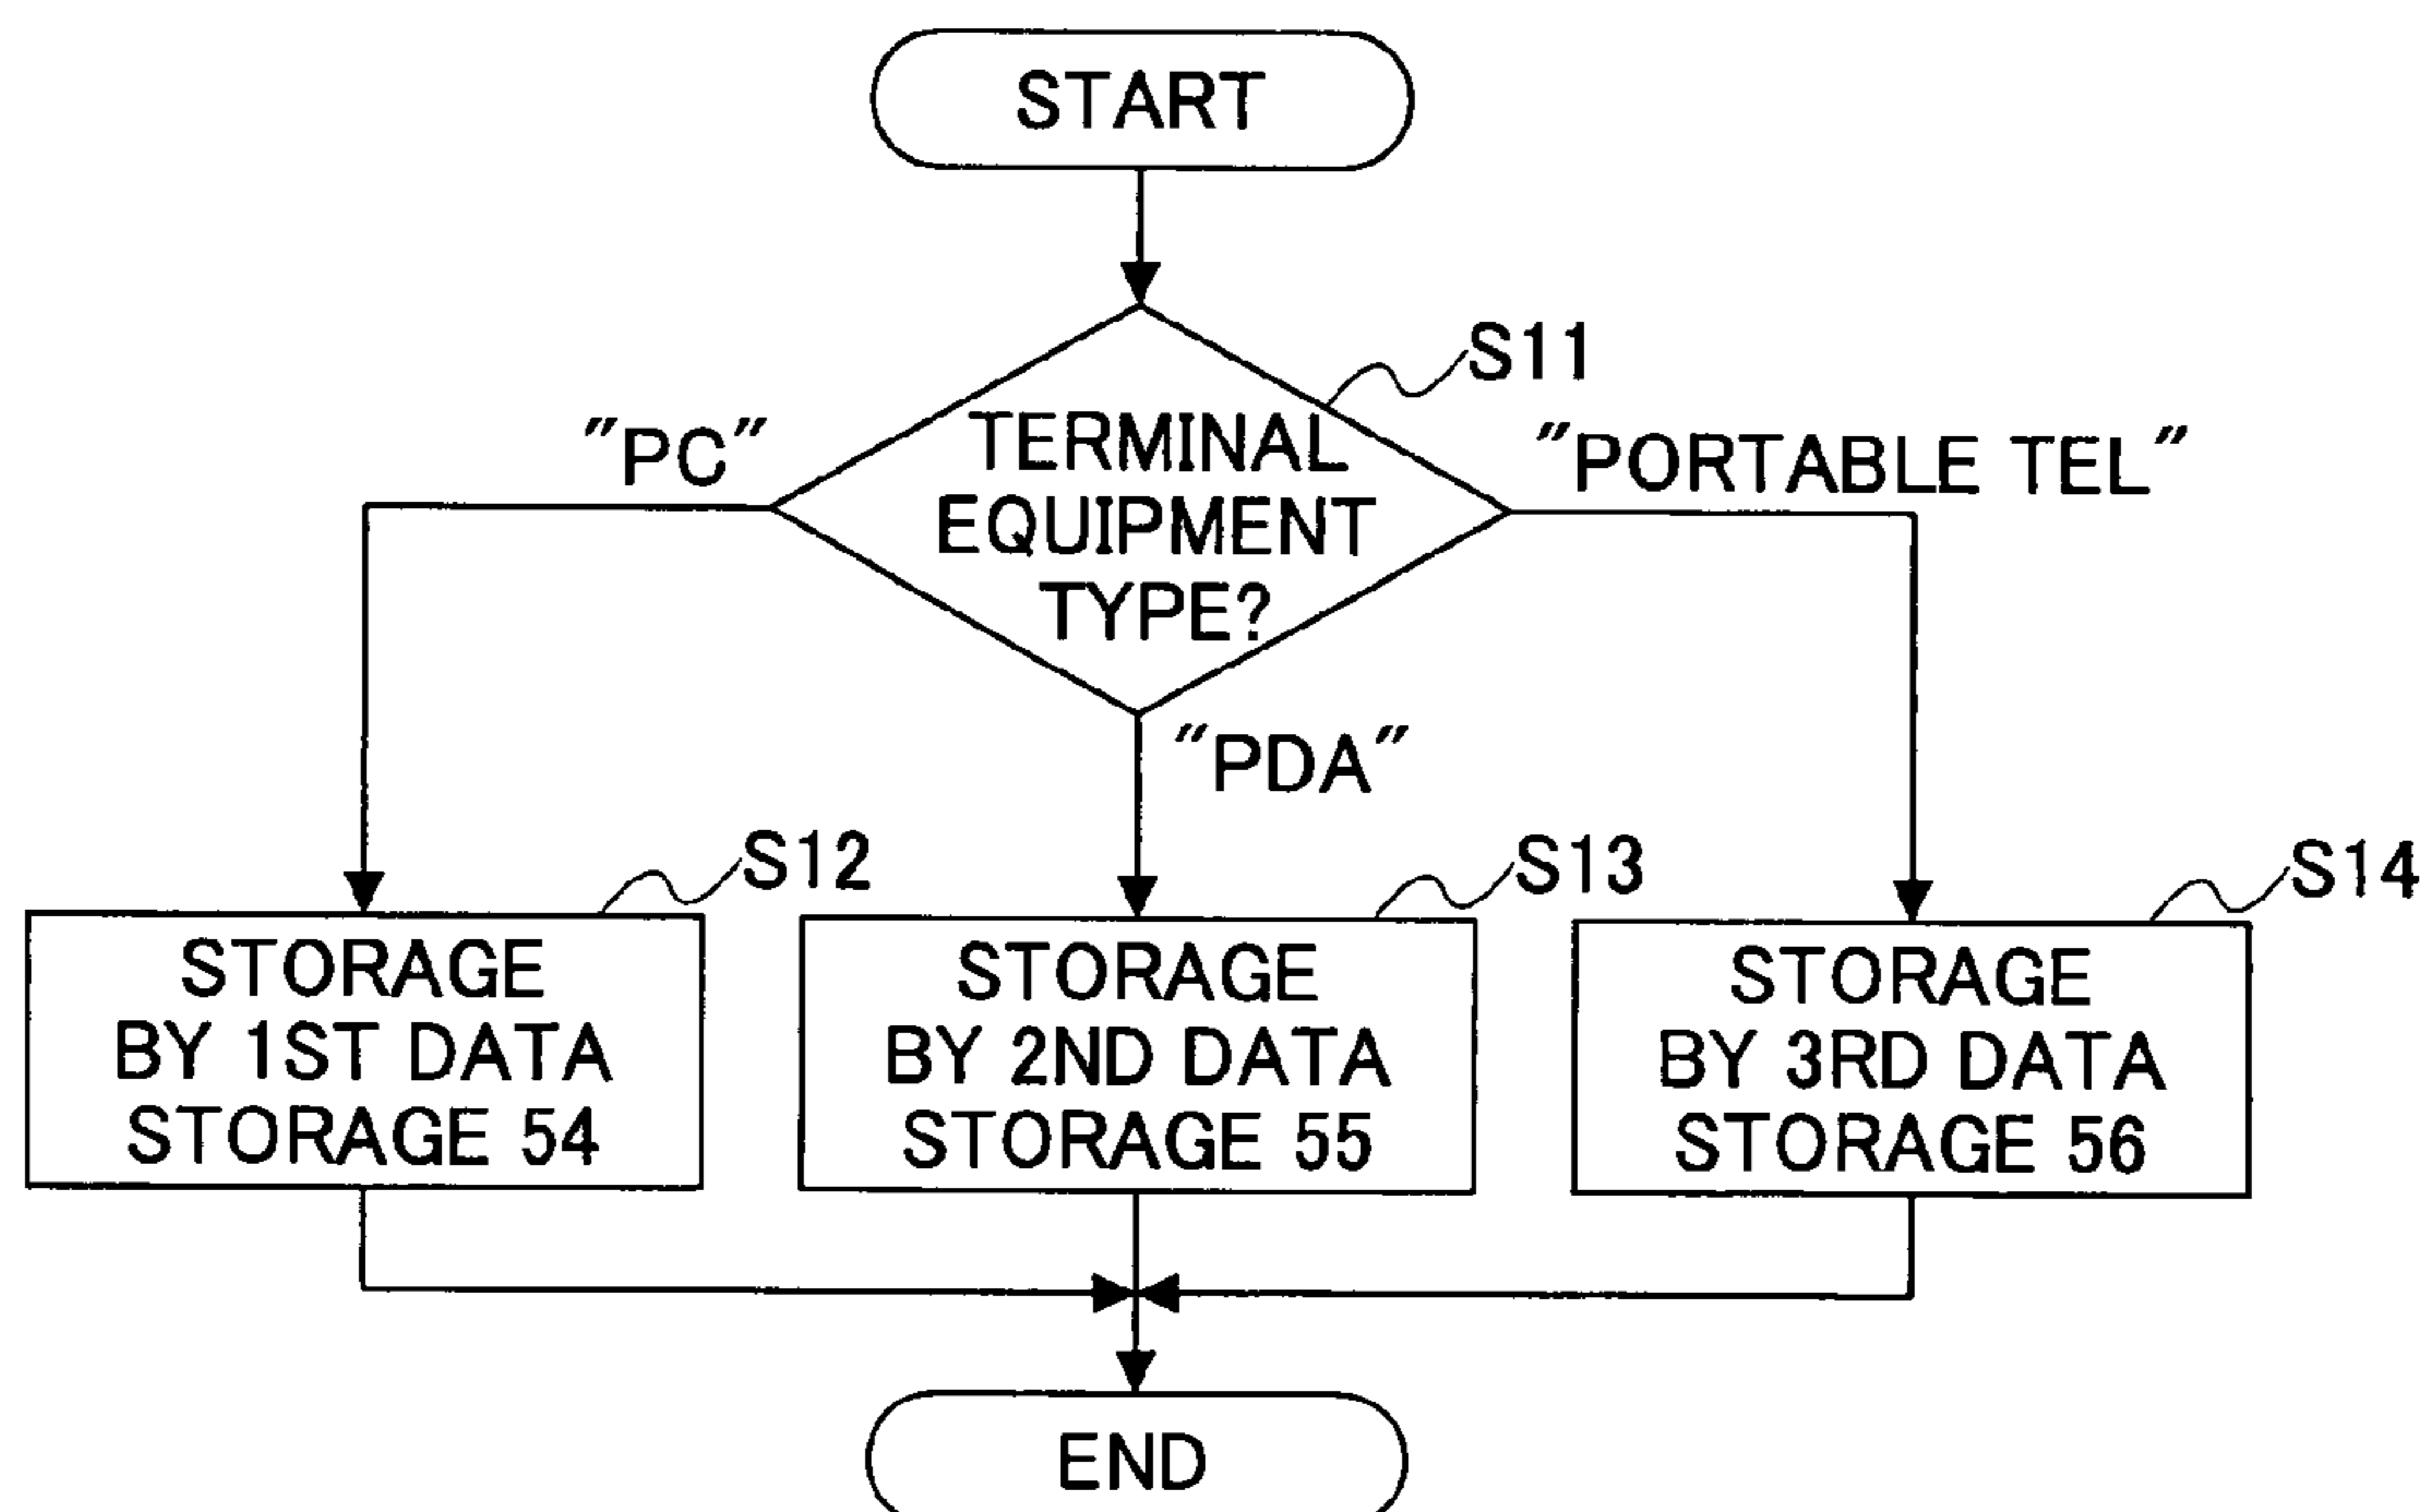 START
S11
TERMINAL
EQUIPMENT
TYPE?
"PC"
"PORTABLE TEL"
"PDA"
S12
STORAGE
BY 1ST DATA
STORAGE 54
S13
STORAGE
BY 2ND DATA
STORAGE 55
S14
STORAGE
BY 3RD DATA
STORAGE 56
END